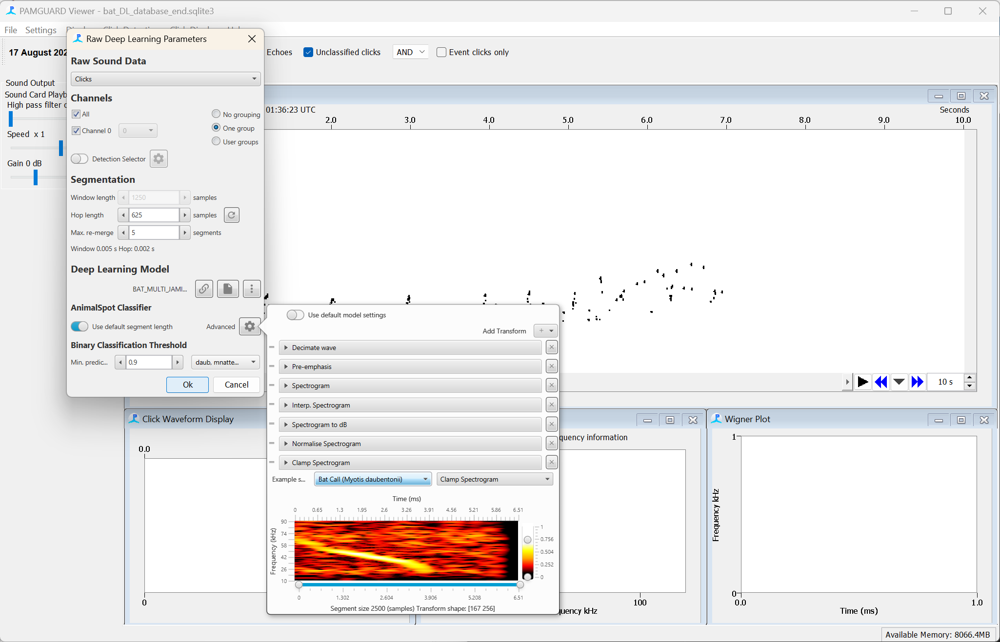 PAMGUARD Viewer - bat_DL_database_end.sqlite3
File Settings
Raw Deep Learning Parameters
17 August 202
Echoes Unclassified clicks AND Event clicks only
Raw Sound Data
Clicks
Channels
All
Channel 0 0
No grouping
One group
User groups
Detection Selector
Segmentation
Window length 1250 samples
Hop length 625 samples
Max. re-merge 5 segments
Window 0.005 s Hop: 0.002 s
Deep Learning Model
BAT_MULTI_JAMI...
AnimalSpot Classifier
Use default segment length Advanced
Binary Classification Threshold
Min. predic... 0.9 daub, mnatte...
Ok Cancel
Sound Output
Sound Card Playb
High pass filter
Speed x 1
Gain 0 dB
01:36:23 UTC Seconds
2.0 3.0 4.0 5.0 6.0 7.0 8.0 9.0 10.0
10 s
Use default model settings
Add Transform +
Decimate wave
Pre-emphasis
Spectrogram
Interp. Spectrogram
Spectrogram to dB
Normalise Spectrogram
Clamp Spectrogram
Example s... Bat Call (Myotis daubentonii) Clamp Spectrogram
Time (ms)
0 0.65 1.3 1.95 2.6 3.26 3.91 4.56 5.21 5.86 6.51
Frequency (kHz)
90
74
58
42
26
10
1
0.756
0.504
0.252
0
0 1.302 2.604 3.906 5.208 6.51
Segment size 2500 (samples) Transform shape: [167 256]
Click Waveform Display
0.0
0
quency information
100
quency kHz
Wigner Plot
1
Frequency kHz
0
0.0 1.0
Time (ms)
Available Memory: 8066.4MB